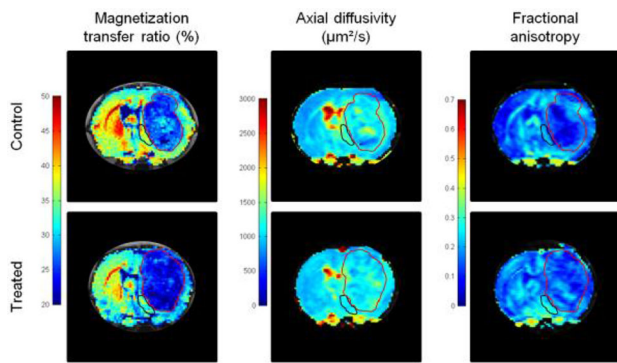 Magnetization
transfer ratio (%)
Axial diffusivity
(µm²/s)
Fractional
anisotropy
Control
50
45
40
35
30
25
20
3000
2500
2000
1500
1000
500
0
0.7
0.6
0.5
0.4
0.3
0.2
0.1
0
Treated